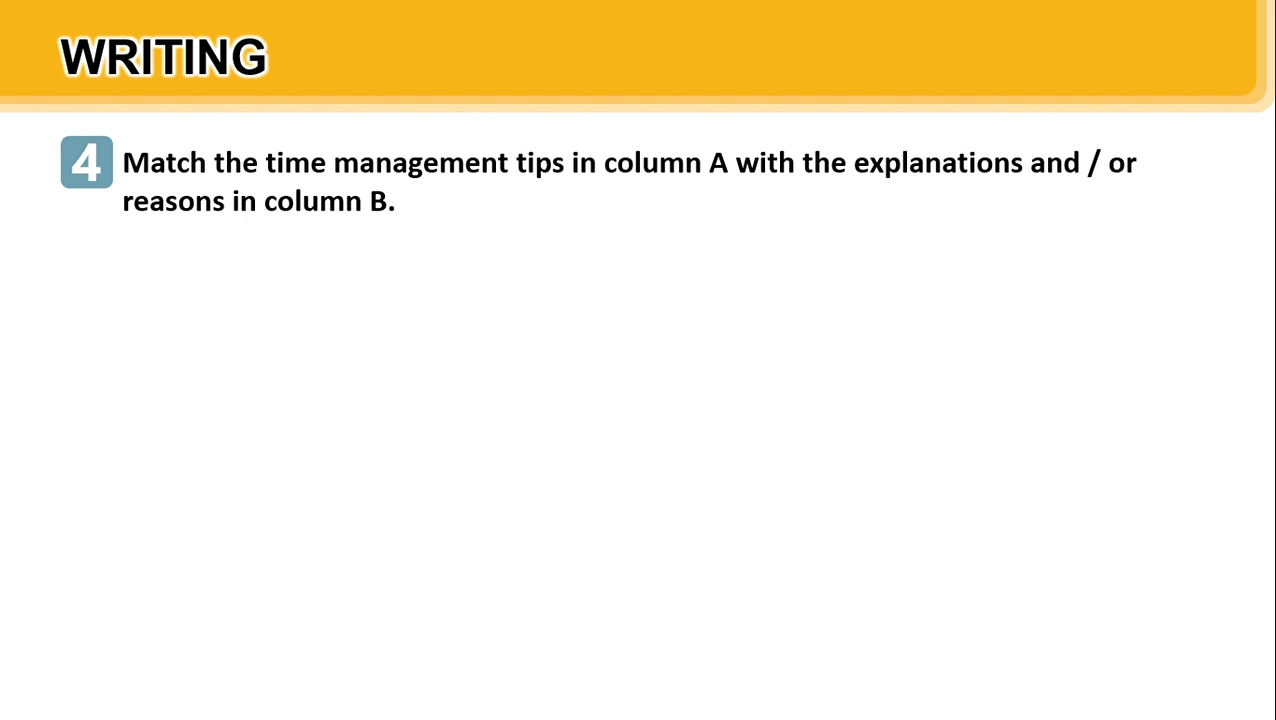 WRITING
4 Match the time management tips in column A with the explanations and / or
reasons in column B.